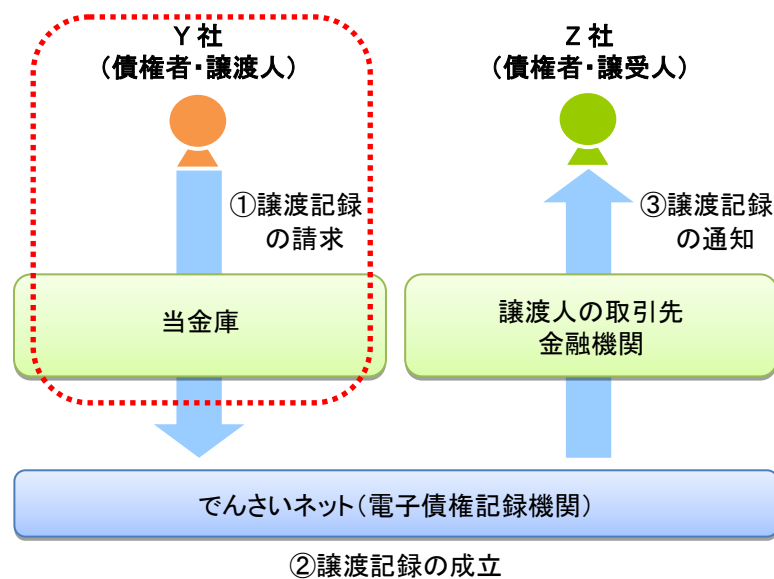 Y 社
（債権者・譲渡人）
Z 社
（債権者・譲受人）
①譲渡記録
の請求
③譲渡記録
の通知
当金庫
譲渡人の取引先
金融機関
でんさいネット（電子債権記録機関）
②譲渡記録の成立